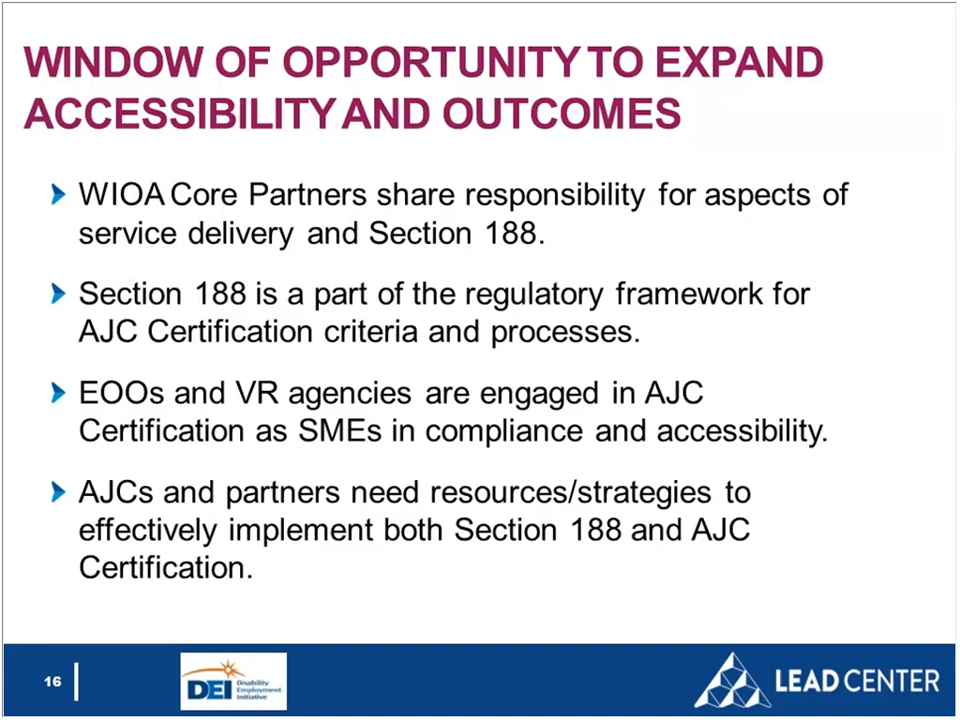 WINDOW OF OPPORTUNITY TO EXPAND
ACCESSIBILITY AND OUTCOMES
WIOA Core Partners share responsibility for aspects of
service delivery and Section 188.
Section 188 is a part of the regulatory framework for
AJC Certification criteria and processes.
EOOs and VR agencies are engaged in AJC
Certification as SMEs in compliance and accessibility.
AJCs and partners need resources/strategies to
effectively implement both Section 188 and AJC
Certification.
16
DEI
Disability
Employment
Initiative
LEAD CENTER